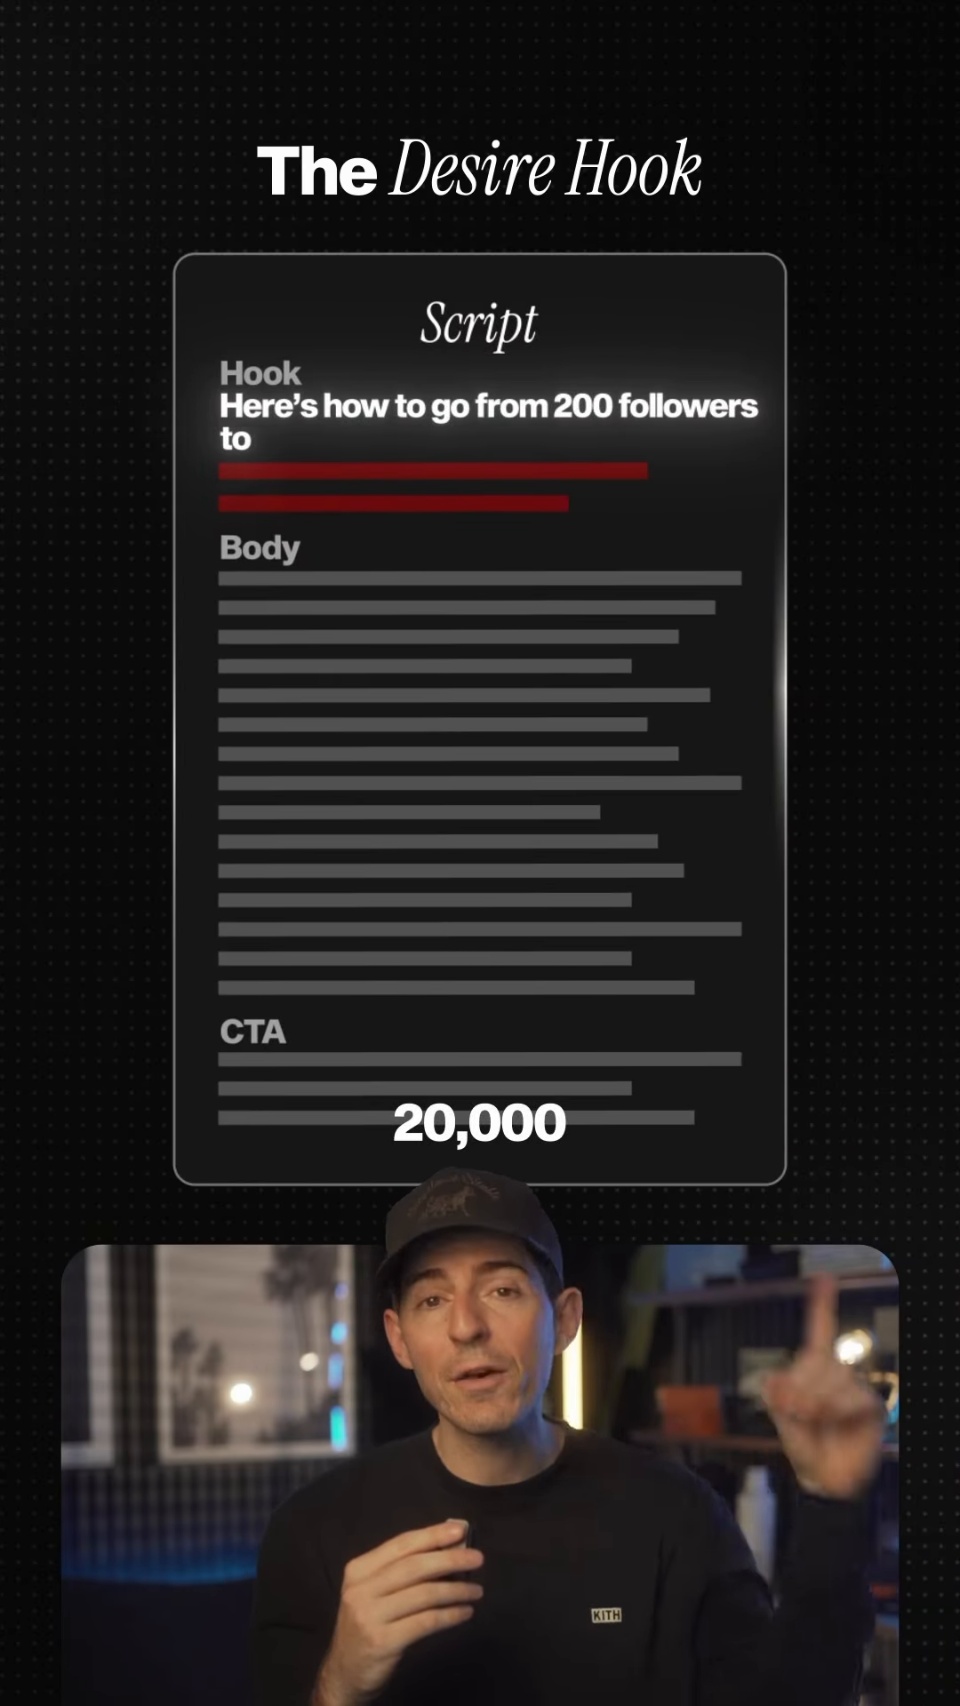 The Desire Hook
Script
Hook
Here's how to go from 200 followers
to
Body
CTA
20,000
KITH